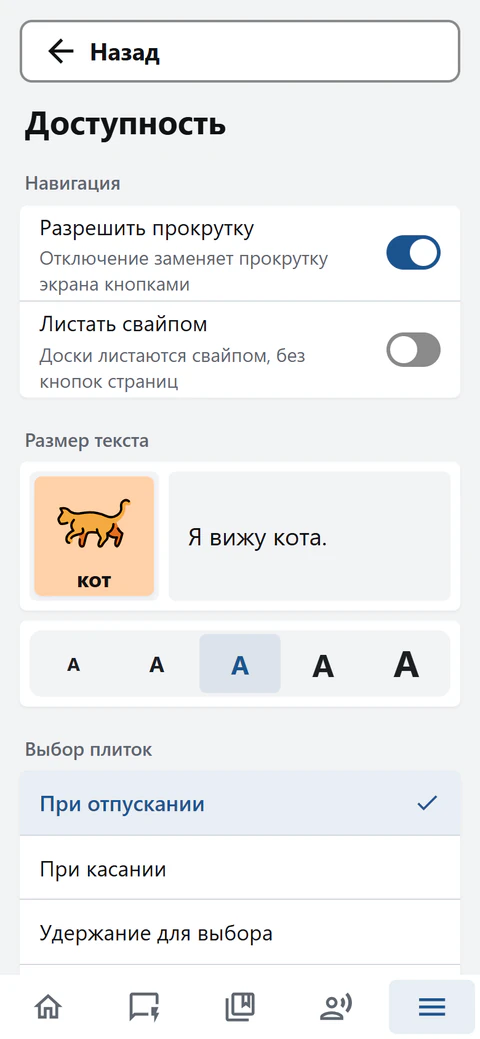 Назад
Доступность
Навигация
Разрешить прокрутку
Отключение заменяет прокрутку
экрана кнопками
Листать свайпом
Доски листаются свайпом, без
кнопок страниц
Размер текста
кот
Я вижу кота.
A A A A A
Выбор плиток
При отпускании
При касании
Удержание для выбора